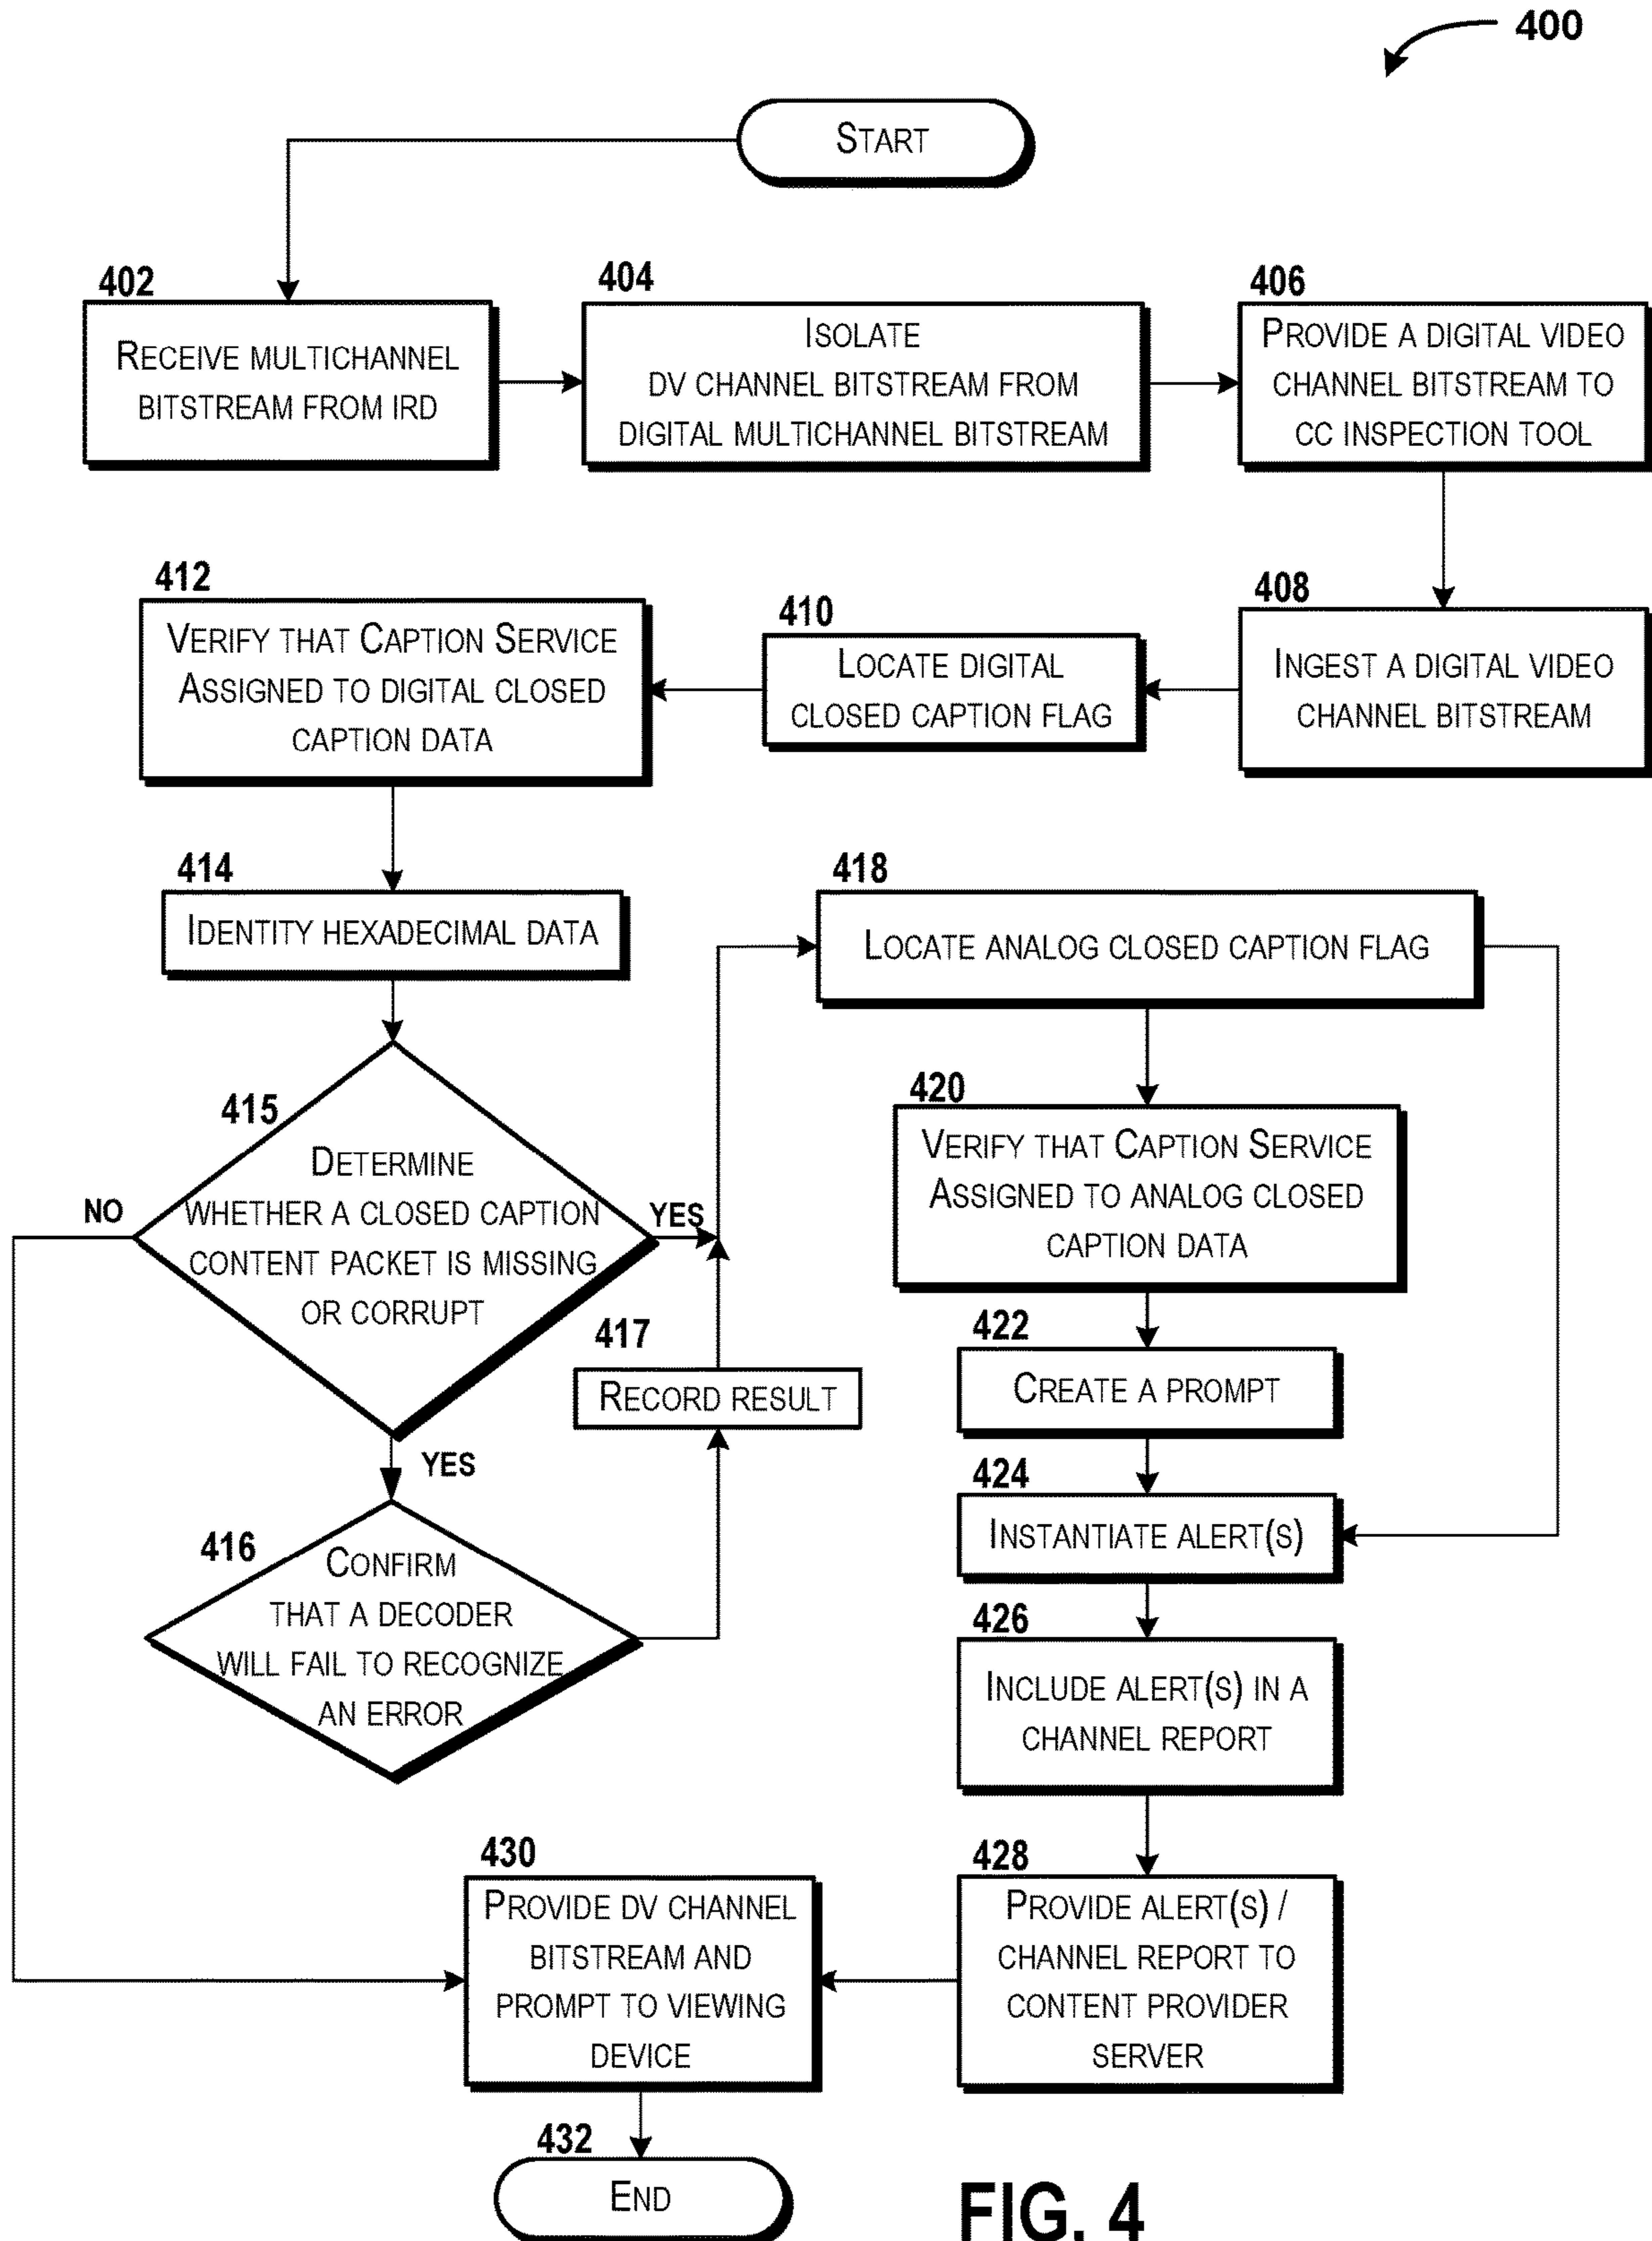 400
START
402
RECEIVE MULTICHANNEL
BITSTREAM FROM IRD
404
ISOLATE
DV CHANNEL BITSTREAM FROM
DIGITAL MULTICHANNEL BITSTREAM
406
PROVIDE A DIGITAL VIDEO
CHANNEL BITSTREAM TO
CC INSPECTION TOOL
408
INGEST A DIGITAL VIDEO
CHANNEL BITSTREAM
410
LOCATE DIGITAL
CLOSED CAPTION FLAG
412
VERIFY THAT CAPTION SERVICE
ASSIGNED TO DIGITAL CLOSED
CAPTION DATA
414
IDENTITY HEXADECIMAL DATA
415
DETERMINE
WHETHER A CLOSED CAPTION
CONTENT PACKET IS MISSING
OR CORRUPT
NO
YES
YES
416
CONFIRM
THAT A DECODER
WILL FAIL TO RECOGNIZE
AN ERROR
417
RECORD RESULT
418
LOCATE ANALOG CLOSED CAPTION FLAG
420
VERIFY THAT CAPTION SERVICE
ASSIGNED TO ANALOG CLOSED
CAPTION DATA
422
CREATE A PROMPT
424
INSTANTIATE ALERT(S)
426
INCLUDE ALERT(S) IN A
CHANNEL REPORT
428
PROVIDE ALERT(S) /
CHANNEL REPORT TO
CONTENT PROVIDER
SERVER
430
PROVIDE DV CHANNEL
BITSTREAM AND
PROMPT TO VIEWING
DEVICE
432
END
FIG. 4